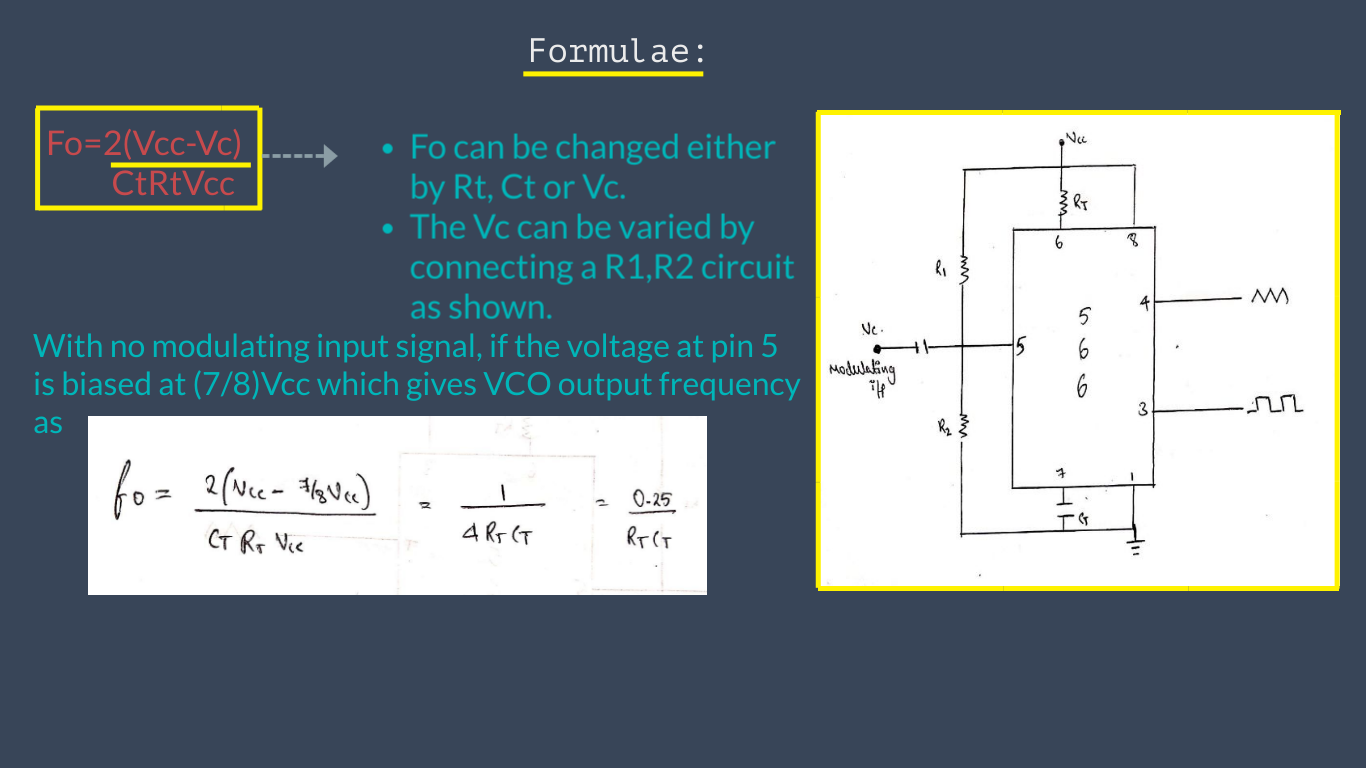 Formulae:
Fo=2(Vcc-Vc)
CtRtVcc
• Fo can be changed either
by Rt, Ct or Vc.
• The Vc can be varied by
connecting a R1,R2 circuit
as shown.
With no modulating input signal, if the voltage at pin 5
is biased at (7/8)Vcc which gives VCO output frequency
as
fo = 2(Vcc - 7/8Vcc) = 1 = 0.25
CT RT Vcc 4 RT CT RT CT
Vcc
RT
6 8
R1
4
Vc.
5
modulating
i/p
5
6
6
R2
3
7 1
CT